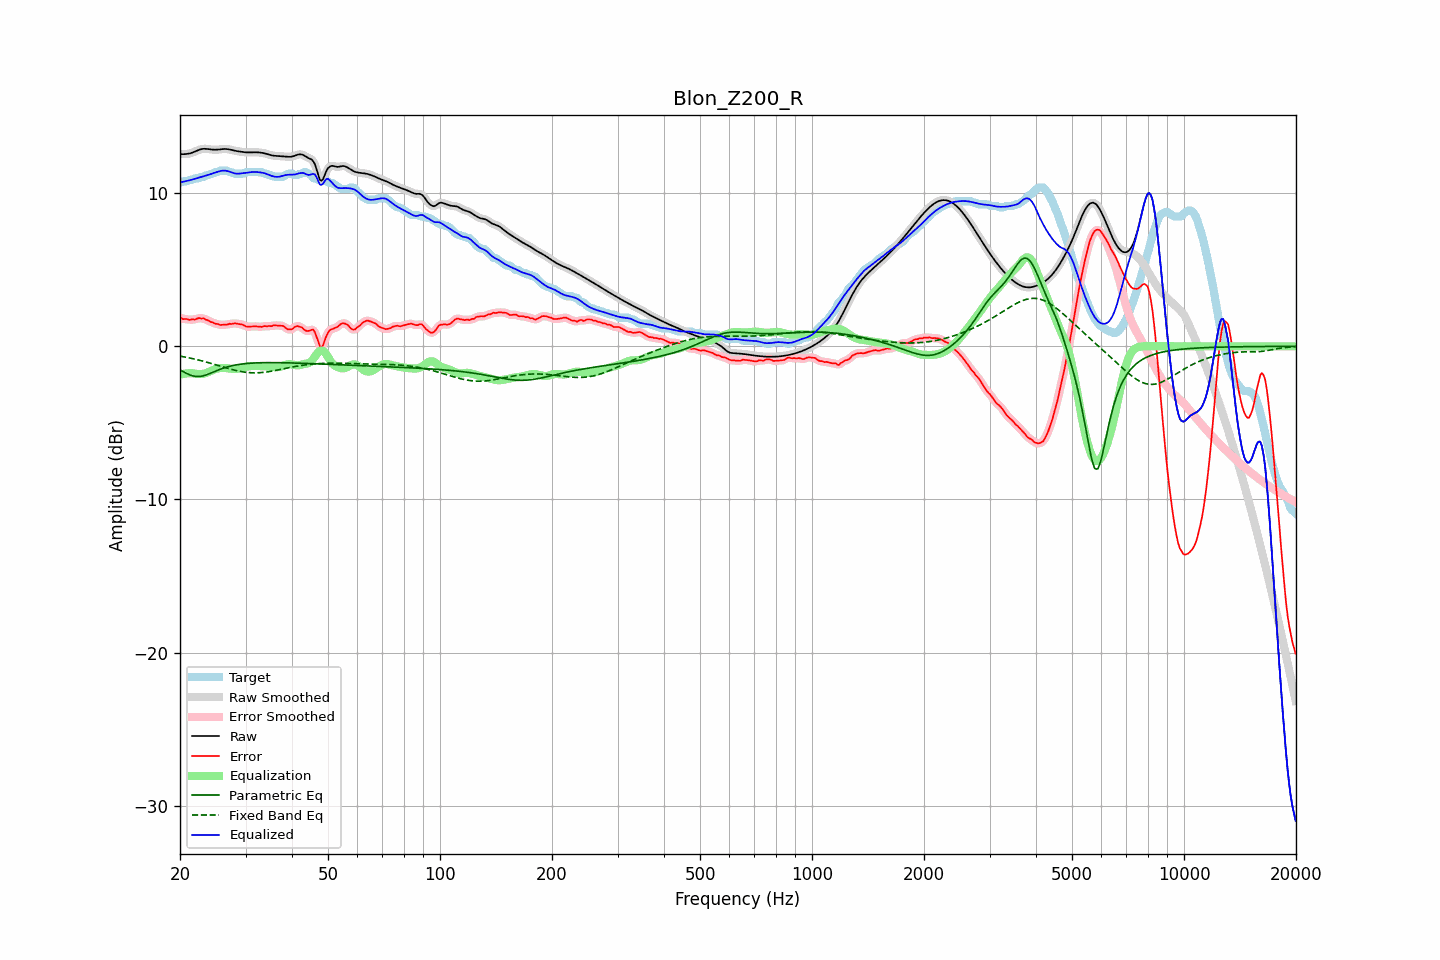 Blon_Z200_R
Amplitude (dBr)
10
0
−10
−20
−30
Target
Raw Smoothed
Error Smoothed
Raw
Error
Equalization
Parametric Eq
Fixed Band Eq
Equalized
20 50 100 200 500 1000 2000 5000 10000 20000
Frequency (Hz)